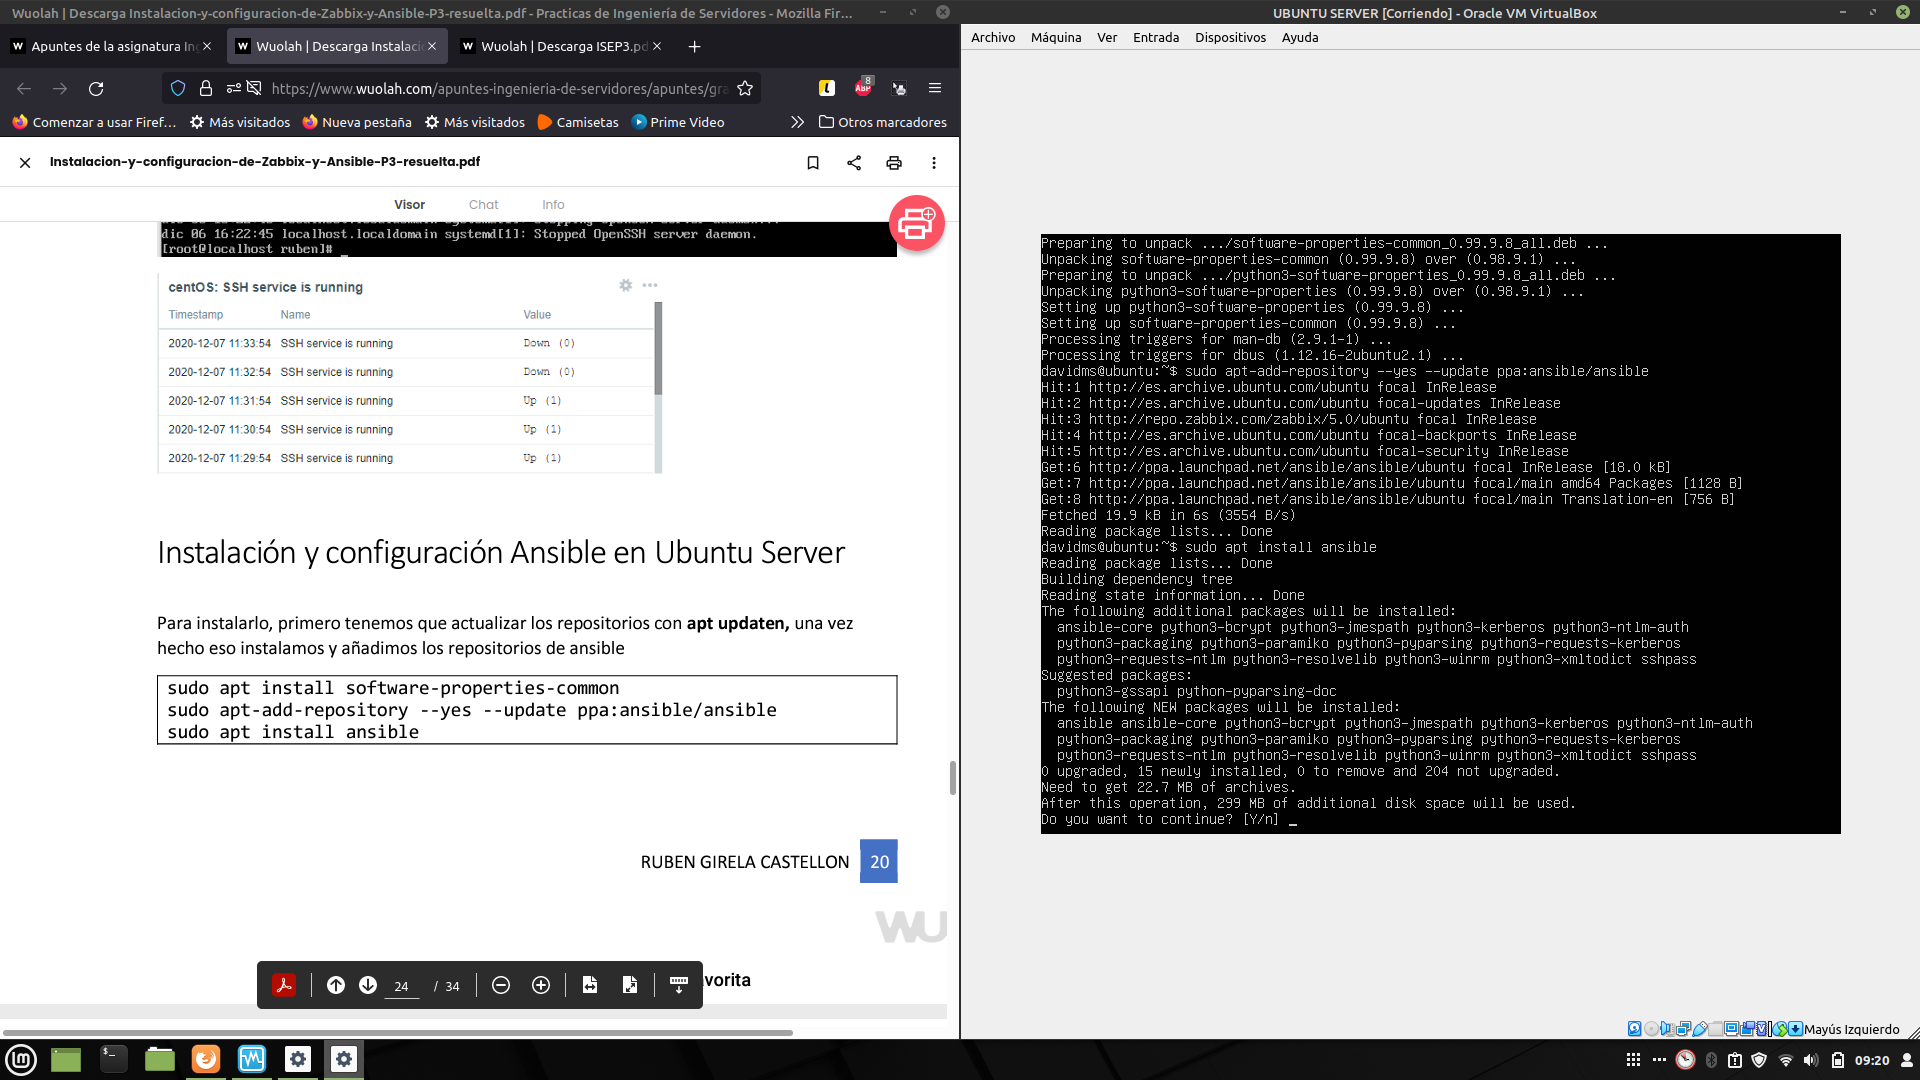 Wuolah | Descarga Instalacion-y-configuracion-de-Zabbix-y-Ansible-P3-resuelta.pdf - Practicas de Ingeniería de Servidores - Mozilla Fir...
Apuntes de la asignatura In
Wuolah | Descarga Instalaci
Wuolah | Descarga ISEP3.pd
https://www.wuolah.com/apuntes-ingenieria-de-servidores/apuntes/gra
8
ABP
Comenzar a usar Firef...
Más visitados
Nueva pestaña
Más visitados
Camisetas
Prime Video
Otros marcadores
Instalacion-y-configuracion-de-Zabbix-y-Ansible-P3-resuelta.pdf
Visor
Chat
Info
dic 06 16:22:45 localhost.localdomain systemd[1]: Stopped OpenSSH server daemon.
[root@localhost ruben]# _
centOS: SSH service is running
Timestamp Name Value
2020-12-07 11:33:54 SSH service is running Down (0)
2020-12-07 11:32:54 SSH service is running Down (0)
2020-12-07 11:31:54 SSH service is running Up (1)
2020-12-07 11:30:54 SSH service is running Up (1)
2020-12-07 11:29:54 SSH service is running Up (1)
Instalación y configuración Ansible en Ubuntu Server
Para instalarlo, primero tenemos que actualizar los repositorios con apt updaten, una vez
hecho eso instalamos y añadimos los repositorios de ansible
sudo apt install software-properties-common
sudo apt-add-repository --yes --update ppa:ansible/ansible
sudo apt install ansible
RUBEN GIRELA CASTELLON 20
WU
24 / 34
vorita
UBUNTU SERVER [Corriendo] - Oracle VM VirtualBox
Archivo Máquina Ver Entrada Dispositivos Ayuda
Preparing to unpack .../software-properties-common_0.99.9.8_all.deb ...
Unpacking software-properties-common (0.99.9.8) over (0.98.9.1) ...
Preparing to unpack .../python3-software-properties_0.99.9.8_all.deb ...
Unpacking python3-software-properties (0.99.9.8) over (0.98.9.1) ...
Setting up python3-software-properties (0.99.9.8) ...
Setting up software-properties-common (0.99.9.8) ...
Processing triggers for man-db (2.9.1-1) ...
Processing triggers for dbus (1.12.16-2ubuntu2.1) ...
davidms@ubuntu:~$ sudo apt-add-repository --yes --update ppa:ansible/ansible
Hit:1 http://es.archive.ubuntu.com/ubuntu focal InRelease
Hit:2 http://es.archive.ubuntu.com/ubuntu focal-updates InRelease
Hit:3 http://repo.zabbix.com/zabbix/5.0/ubuntu focal InRelease
Hit:4 http://es.archive.ubuntu.com/ubuntu focal-backports InRelease
Hit:5 http://es.archive.ubuntu.com/ubuntu focal-security InRelease
Get:6 http://ppa.launchpad.net/ansible/ansible/ubuntu focal InRelease [18.0 kB]
Get:7 http://ppa.launchpad.net/ansible/ansible/ubuntu focal/main amd64 Packages [1128 B]
Get:8 http://ppa.launchpad.net/ansible/ansible/ubuntu focal/main Translation-en [756 B]
Fetched 19.9 kB in 6s (3554 B/s)
Reading package lists... Done
davidms@ubuntu:~$ sudo apt install ansible
Reading package lists... Done
Building dependency tree
Reading state information... Done
The following additional packages will be installed:
ansible-core python3-bcrypt python3-jmespath python3-kerberos python3-ntlm-auth
python3-packaging python3-paramiko python3-pyparsing python3-requests-kerberos
python3-requests-ntlm python3-resolvelib python3-winrm python3-xmltodict sshpass
Suggested packages:
python3-gssapi python-pyparsing-doc
The following NEW packages will be installed:
ansible ansible-core python3-bcrypt python3-jmespath python3-kerberos python3-ntlm-auth
python3-packaging python3-paramiko python3-pyparsing python3-requests-kerberos
python3-requests-ntlm python3-resolvelib python3-winrm python3-xmltodict sshpass
0 upgraded, 15 newly installed, 0 to remove and 204 not upgraded.
Need to get 22.7 MB of archives.
After this operation, 299 MB of additional disk space will be used.
Do you want to continue? [Y/n] _
Mayús Izquierdo
09:20